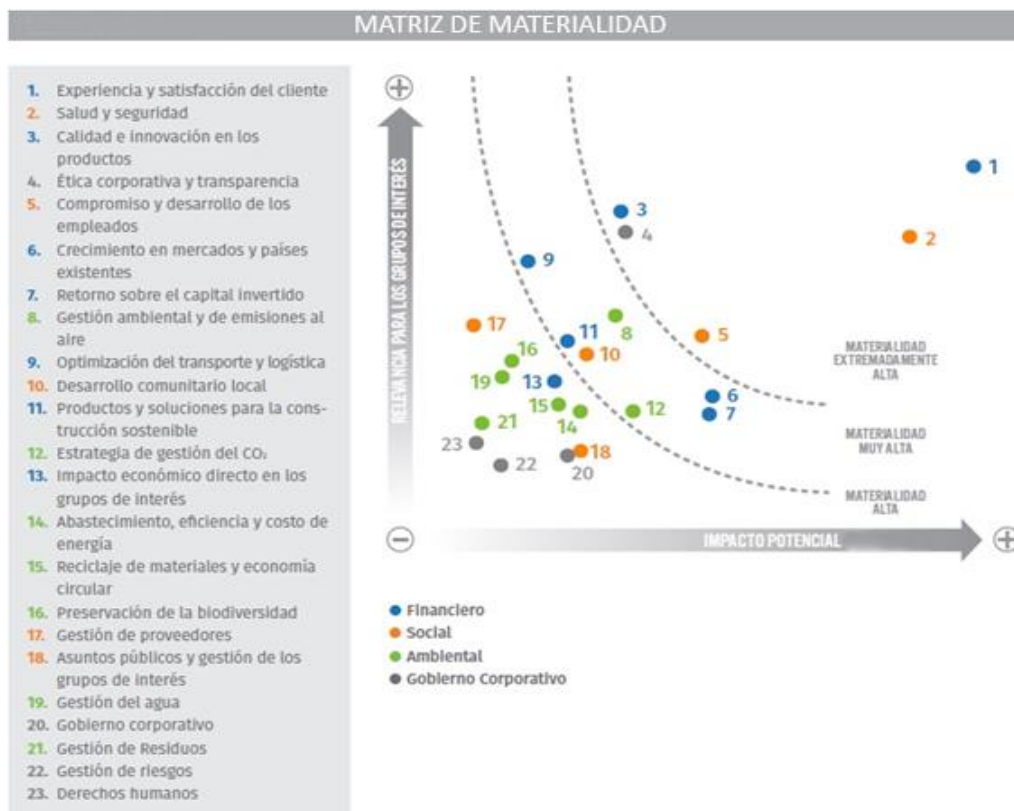 MATRIZ DE MATERIALIDAD
1. Experiencia y satisfacción del cliente
2. Salud y seguridad
3. Calidad e innovación en los
productos
4. Ética corporativa y transparencia
5. Compromiso y desarrollo de los
empleados
6. Crecimiento en mercados y países
existentes
7. Retorno sobre el capital invertido
8. Gestión ambiental y de emisiones al
aire
9. Optimización del transporte y logística
10. Desarrollo comunitario local
11. Productos y soluciones para la cons-
trucción sostenible
12. Estrategia de gestión del CO₂
13. Impacto económico directo en los
grupos de interés
14. Abastecimiento, eficiencia y costo de
energía
15. Reciclaje de materiales y economía
circular
16. Preservación de la biodiversidad
17. Gestión de proveedores
18. Asuntos públicos y gestión de los
grupos de interés
19. Gestión del agua
20. Gobierno corporativo
21. Gestión de Residuos
22. Gestión de riesgos
23. Derechos humanos
RELEVANCIA PARA LOS GRUPOS DE INTERÉS
1
3
2
4
9
17
8
11
5
16
10
19
13
6
15
12
7
21
14
23
18
22
20
MATERIALIDAD
EXTREMADAMENTE
ALTA
MATERIALIDAD
MUY ALTA
MATERIALIDAD
ALTA
IMPACTO POTENCIAL
Financiero
Social
Ambiental
Gobierno Corporativo